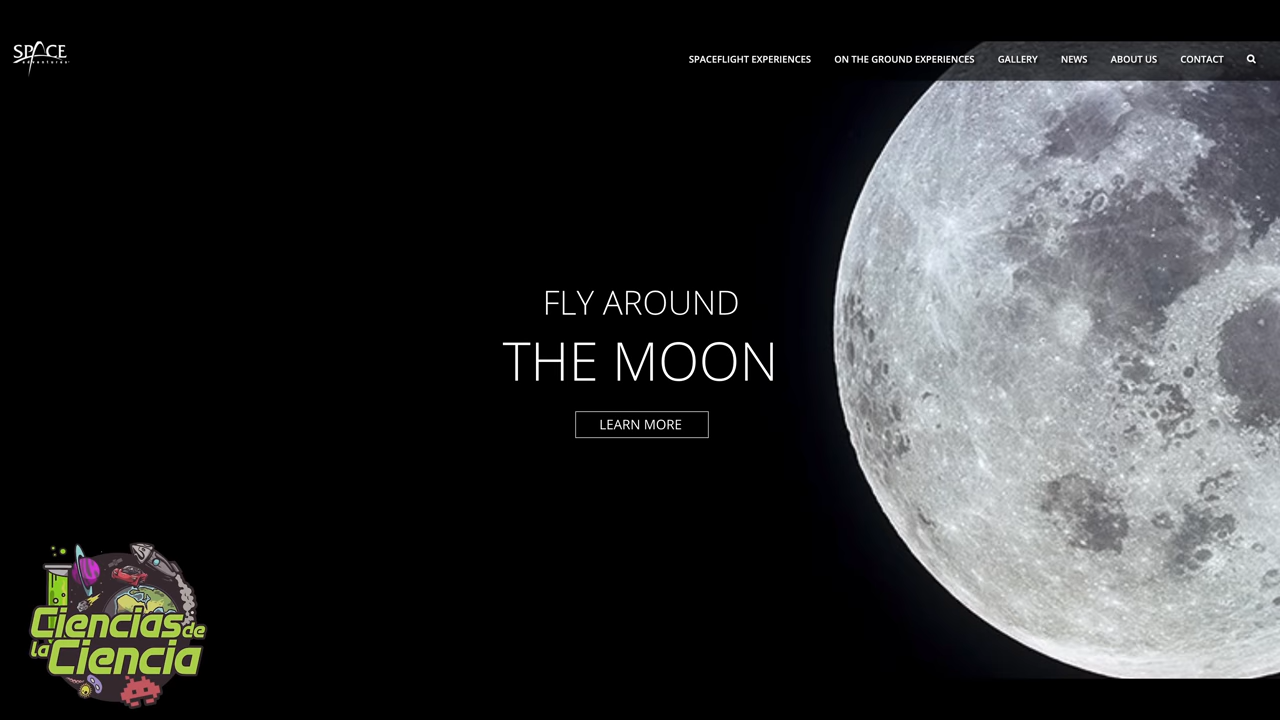 SPACE
adventures
SPACEFLIGHT EXPERIENCES ON THE GROUND EXPERIENCES GALLERY NEWS ABOUT US CONTACT
FLY AROUND
THE MOON
LEARN MORE
Ciencias de
la Ciencia